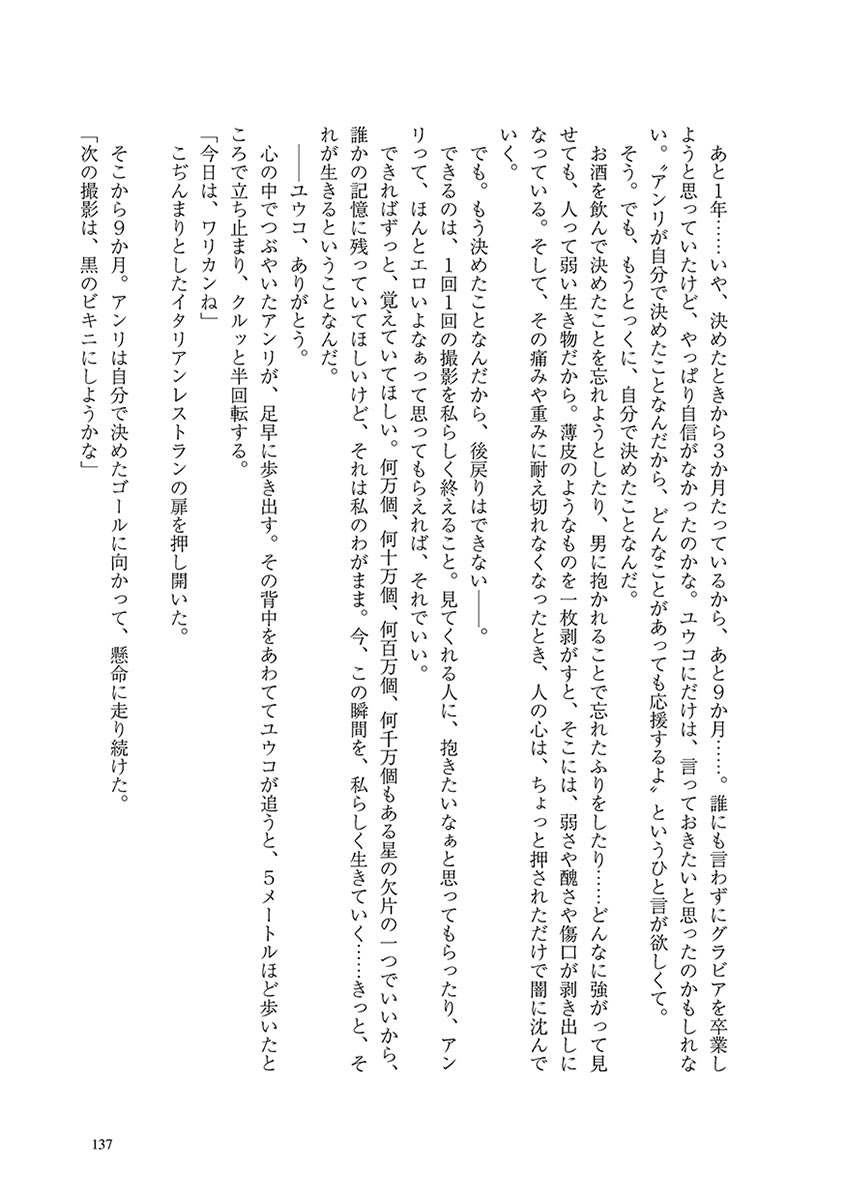 あと１年……いや、決めたときから３か月たっているから、あと９か月……。誰にも言わずにグラビアを卒業し
ようと思っていたけど、やっぱり自信がなかったのかな。ユウコにだけは、言っておきたいと思ったのかもしれな
い。〝アンリが自分で決めたことなんだから、どんなことがあっても応援するよ〟というひと言が欲しくて。
そう。でも、もうとっくに、自分で決めたことなんだ。
お酒を飲んで決めたことを忘れようとしたり、男に抱かれることで忘れたふりをしたり……どんなに強がって見
せても、人って弱い生き物だから。薄皮のようなものを一枚剥がすと、そこには、弱さや醜さや傷口が剥き出しに
なっている。そして、その痛みや重みに耐え切れなくなったとき、人の心は、ちょっと押されただけで闇に沈んで
いく。
でも。もう決めたことなんだから、後戻りはできない――。
できるのは、１回１回の撮影を私らしく終えること。見てくれる人に、抱きたいなぁと思ってもらったり、アン
リって、ほんとエロいよなぁって思ってもらえれば、それでいい。
できればずっと、覚えていてほしい。何万個、何十万個、何百万個、何千万個もある星の欠片の一つでいいから、
誰かの記憶に残っていてほしいけど、それは私のわがまま。今、この瞬間を、私らしく生きていく……きっと、そ
れが生きるということなんだ。
――ユウコ、ありがとう。
心の中でつぶやいたアンリが、足早に歩き出す。その背中をあわててユウコが追うと、５メートルほど歩いたと
ころで立ち止まり、クルッと半回転する。
「今日は、ワリカンね」
こぢんまりとしたイタリアンレストランの扉を押し開いた。
そこから９か月。アンリは自分で決めたゴールに向かって、懸命に走り続けた。
「次の撮影は、黒のビキニにしようかな」
137